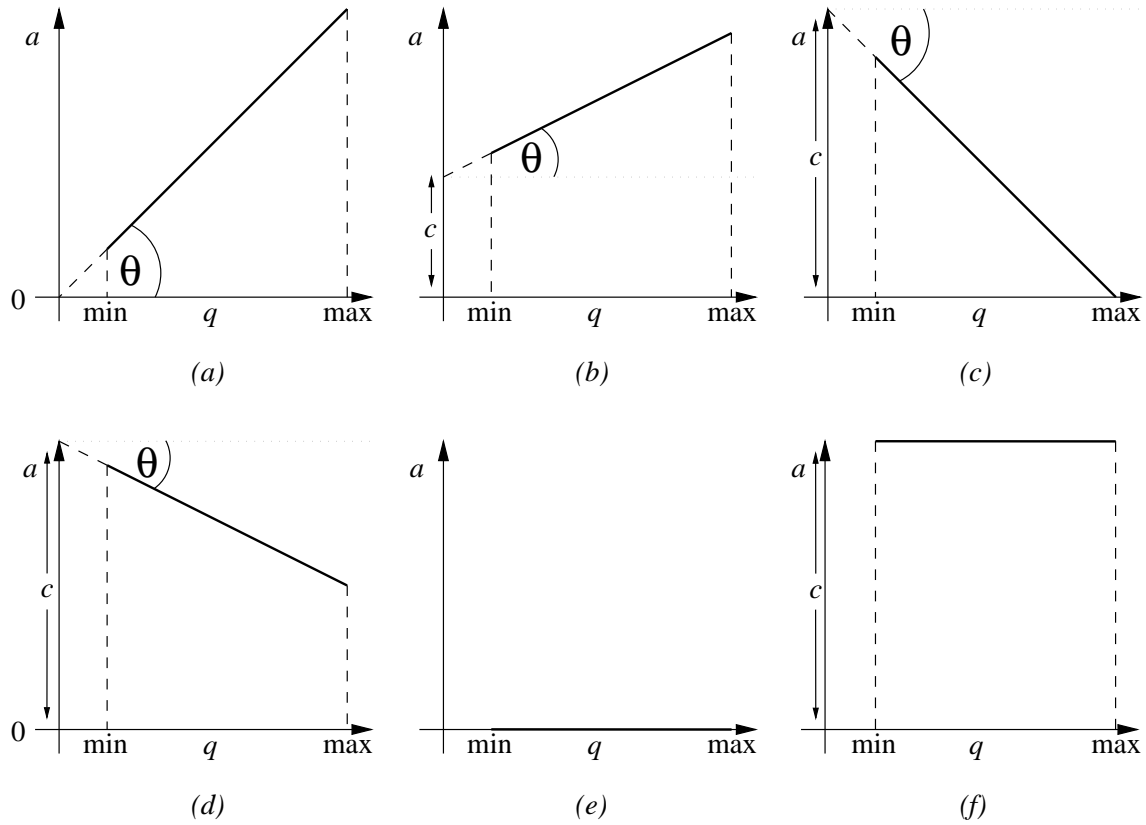 a a a
θ θ θ
c c
0 min q max min q max min q max
(a) (b) (c)
a a a
θ
c c
0 min q max min q max min q max
(d) (e) (f)